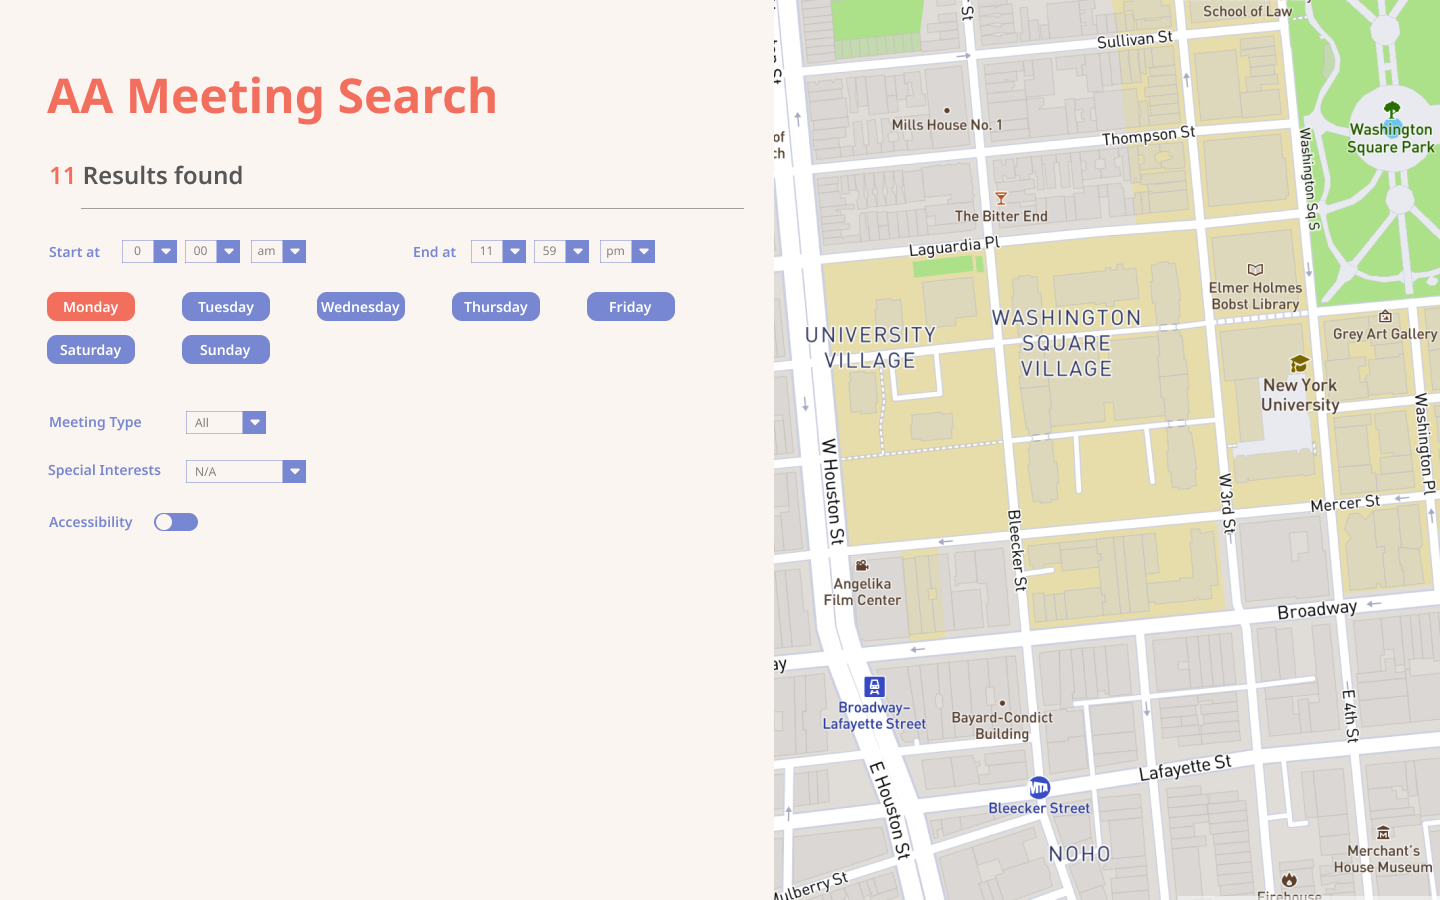 AA Meeting Search
11 Results found
Start at 0 00 am End at 11 59 pm
Monday Tuesday Wednesday Thursday Friday
Saturday Sunday
Meeting Type All
Special Interests N/A
Accessibility
School of Law
Sullivan St
Mills House No. 1
Thompson St
Washington
Square Park
Washington Sq S
The Bitter End
Laguardia Pl
Elmer Holmes
Bobst Library
UNIVERSITY
VILLAGE
WASHINGTON
SQUARE
VILLAGE
Grey Art Gallery
New York
University
Washington Pl
W Houston St
W 3rd St
Mercer St
Bleecker St
Angelika
Film Center
Broadway
Broadway–
Lafayette Street
Bayard-Condict
Building
E 4th St
Lafayette St
E Houston St
Bleecker Street
NOHO
Merchant's
House Museum
Mulberry St
Firehouse